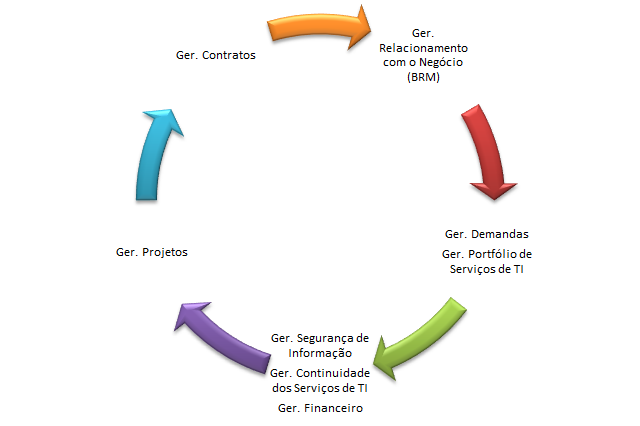 Ger. Contratos
Ger.
Relacionamento
com o Negócio
(BRM)
Ger. Demandas
Ger. Portfólio de
Serviços de TI
Ger. Segurança de
Informação
Ger. Continuidade
dos Serviços de TI
Ger. Financeiro
Ger. Projetos